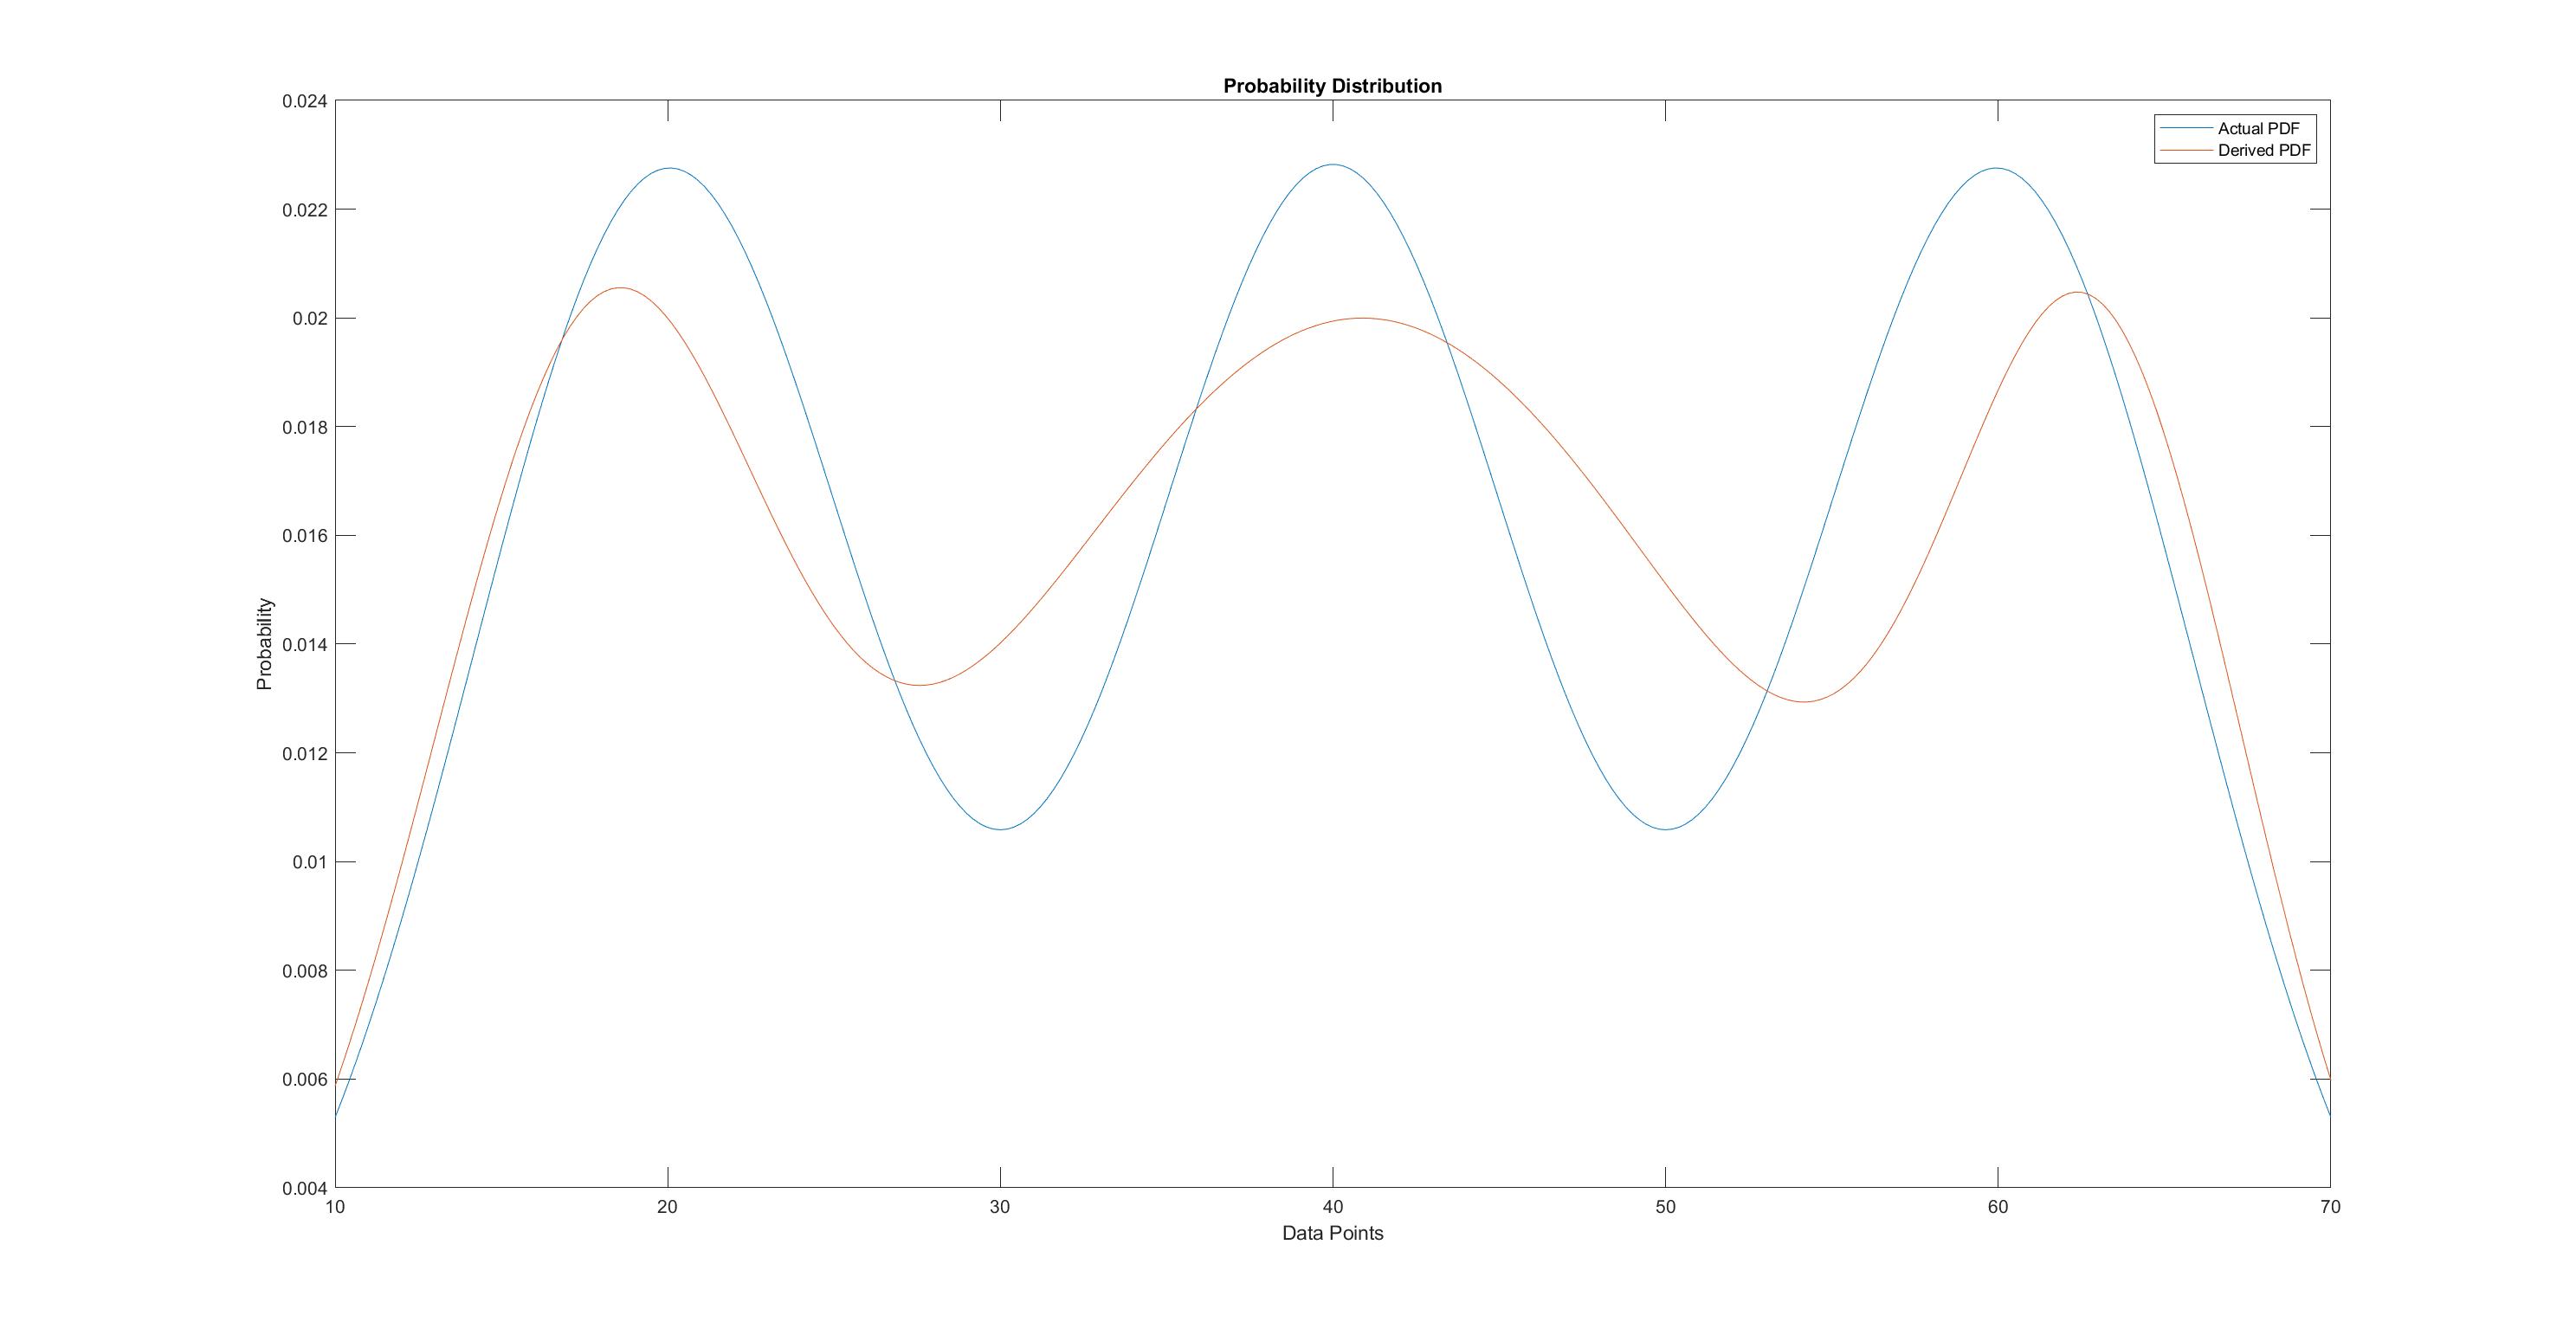 Probability Distribution
0.024
0.022
0.02
0.018
0.016
0.014
0.012
0.01
0.008
0.006
0.004
Probability
Actual PDF
Derived PDF
10 20 30 40 50 60 70
Data Points